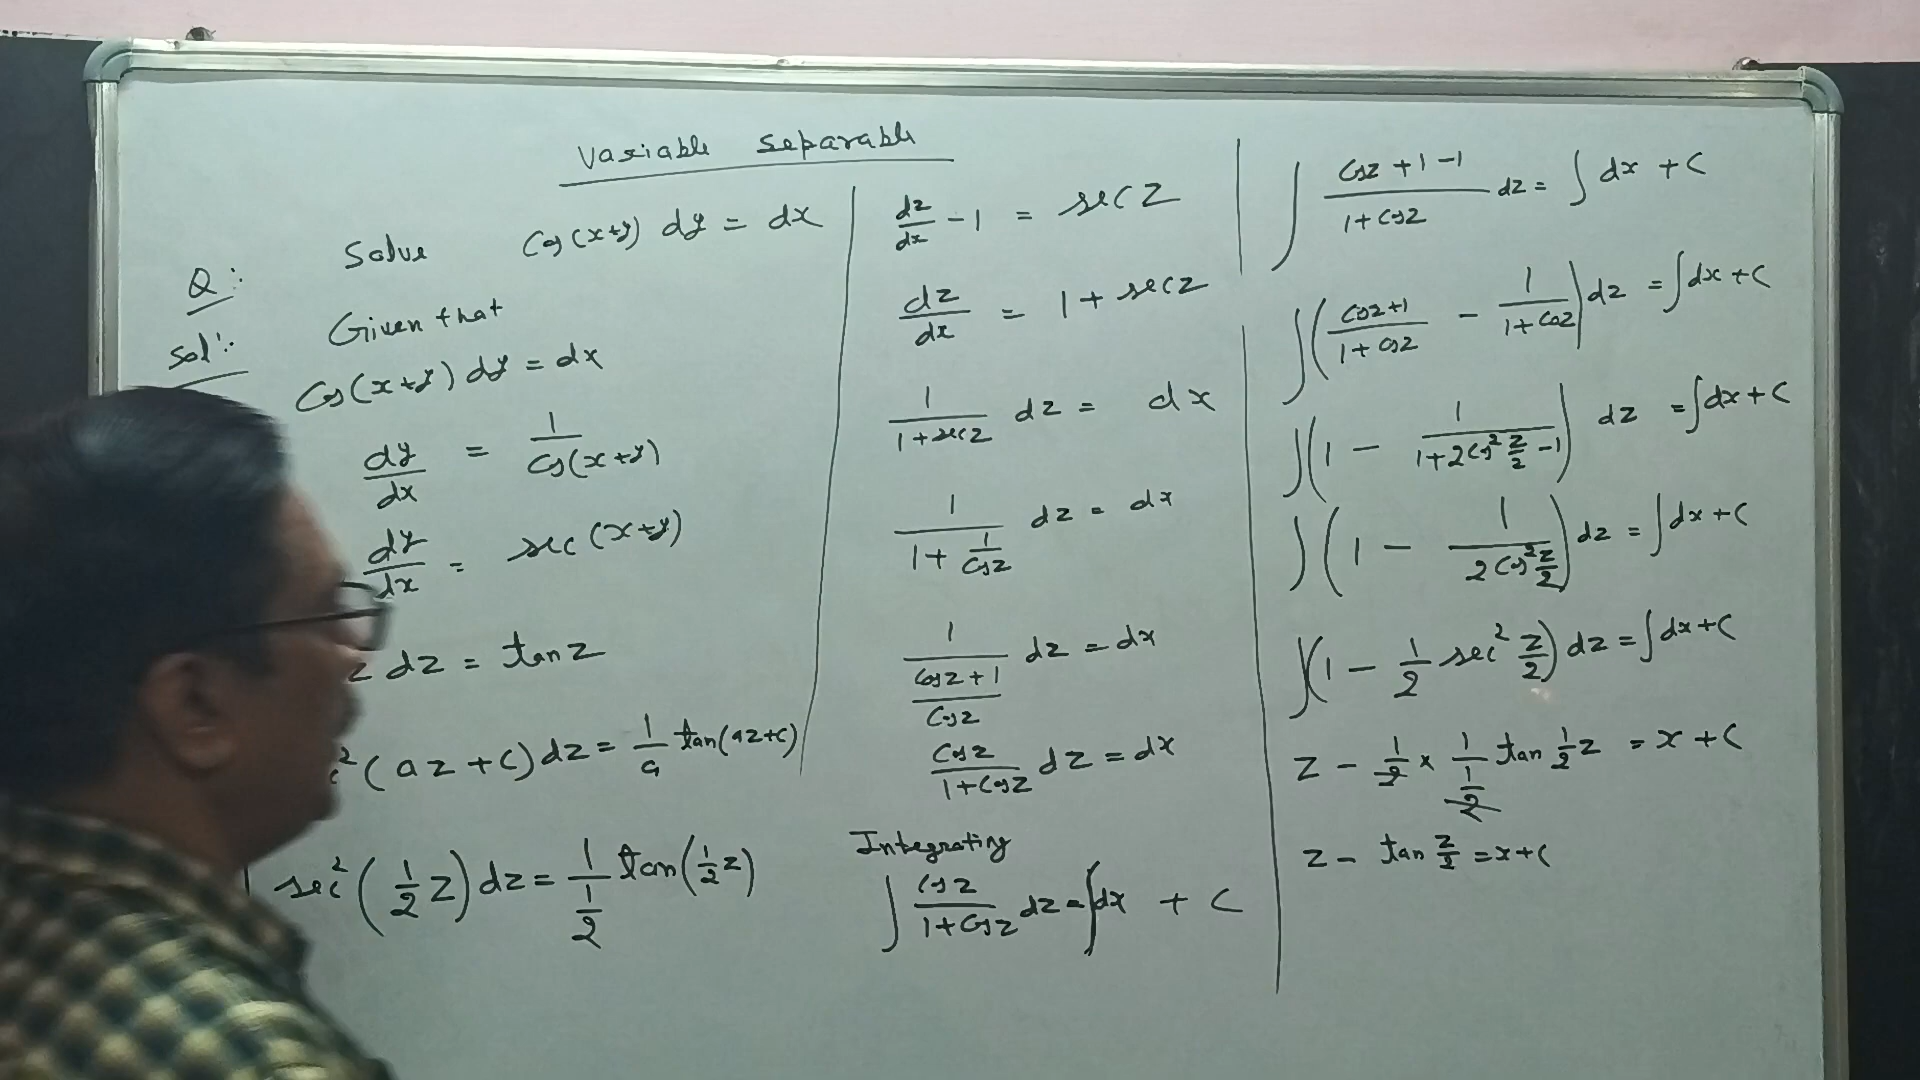 Variable Separable
Q:
Solve Cos(x+y) dy = dx
Solⁿ:
Given that
Cos(x+y) dy = dx
dy/dx = 1/Cos(x+y)
dy/dx = sec(x+y)
z dz = tan z
²(az+c) dz = 1/a tan(az+c)
sec²(1/2 z) dz = 1/(1/2) tan(1/2 z)
dz/dx - 1 = sec z
dz/dx = 1 + sec z
1/(1+sec z) dz = dx
1/(1 + 1/Cos z) dz = dx
1/((Cos z + 1)/Cos z) dz = dx
Cos z/(1+Cos z) dz = dx
Integrating
∫ Cos z/(1+Cos z) dz = ∫dx + C
∫ (Cos z + 1 - 1)/(1+Cos z) dz = ∫ dx + C
∫((Cos z+1)/(1+Cos z) - 1/(1+Cos z)) dz = ∫dx + C
∫(1 - 1/(1+2Cos² z/2 -1)) dz = ∫dx + C
∫(1 - 1/(2Cos² z/2)) dz = ∫dx + C
∫(1 - 1/2 sec² z/2) dz = ∫dx + C
z - 1/2 × 1/(1/2) tan 1/2 z = x + C
z - tan z/2 = x + C